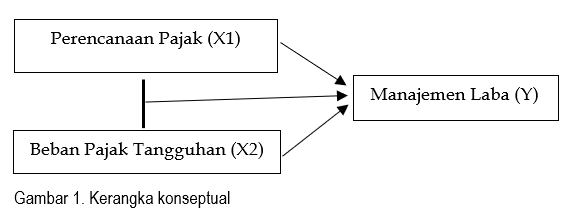 Perencanaan Pajak (X1)
Manajemen Laba (Y)
Beban Pajak Tangguhan (X2)
Gambar 1. Kerangka konseptual